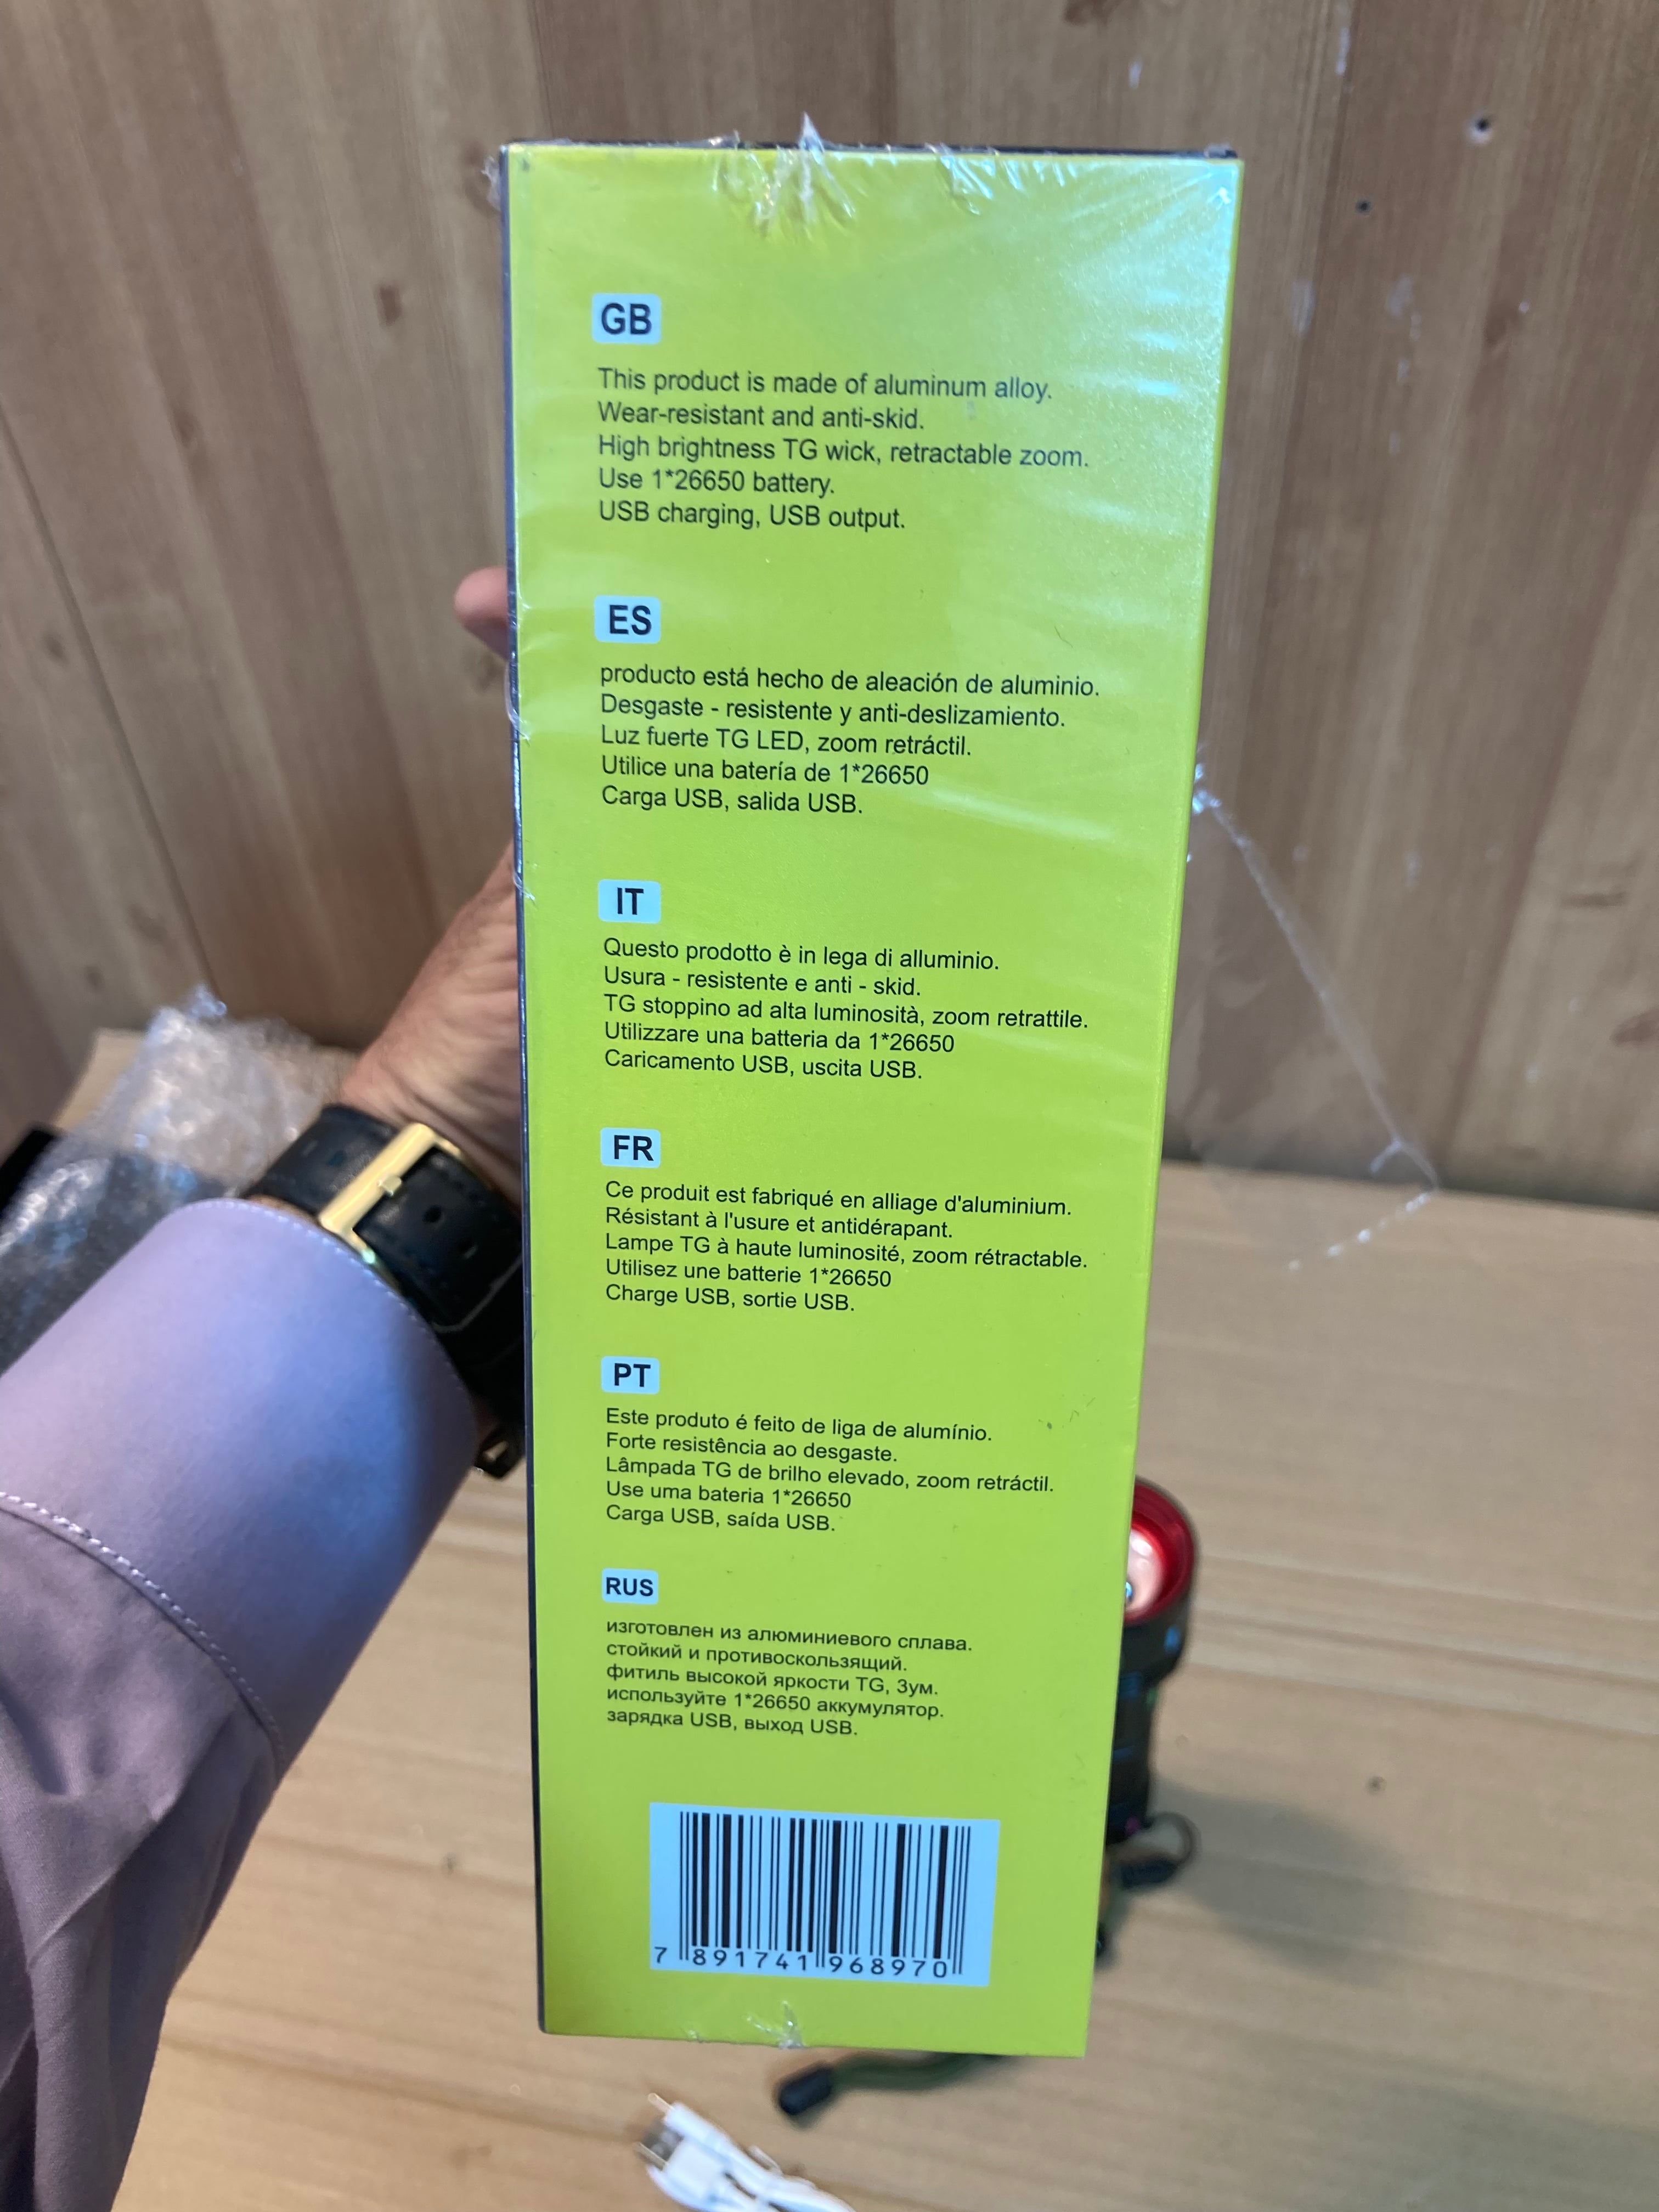 GB
This product is made of aluminum alloy.
Wear-resistant and anti-skid.
High brightness TG wick, retractable zoom.
Use 1*26650 battery.
USB charging, USB output.
ES
producto está hecho de aleación de aluminio.
Desgaste - resistente y anti-deslizamiento.
Luz fuerte TG LED, zoom retráctil.
Utilice una batería de 1*26650
Carga USB, salida USB.
IT
Questo prodotto è in lega di alluminio.
Usura - resistente e anti - skid.
TG stoppino ad alta luminosità, zoom retrattile.
Utilizzare una batteria da 1*26650
Caricamento USB, uscita USB.
FR
Ce produit est fabriqué en alliage d'aluminium.
Résistant à l'usure et antidérapant.
Lampe TG à haute luminosité, zoom rétractable.
Utilisez une batterie 1*26650
Charge USB, sortie USB.
PT
Este produto é feito de liga de alumínio.
Forte resistência ao desgaste.
Lâmpada TG de brilho elevado, zoom retráctil.
Use uma bateria 1*26650
Carga USB, saída USB.
RUS
изготовлен из алюминиевого сплава.
стойкий и противоскользящий.
фитиль высокой яркости TG, Зум.
используйте 1*26650 аккумулятор.
зарядка USB, выход USB.
7 891741 968970